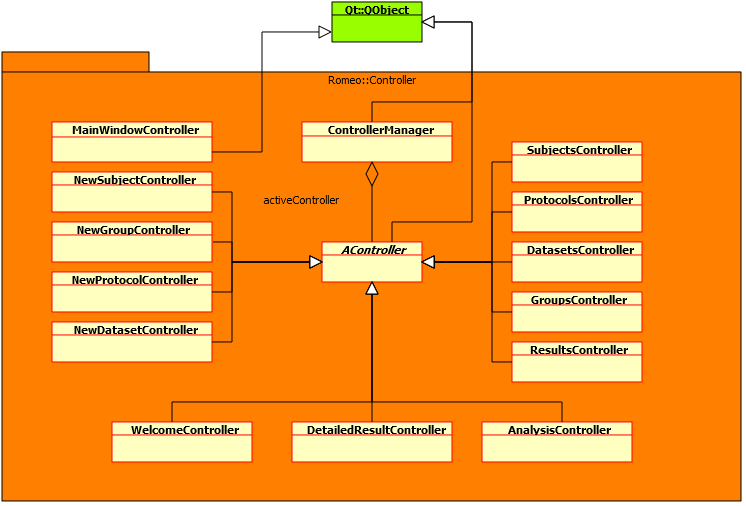 Qt::QObject
Romeo::Controller
MainWindowController
ControllerManager
SubjectsController
NewSubjectController
activeController
ProtocolsController
NewGroupController
AController
DatasetsController
NewProtocolController
GroupsController
NewDatasetController
ResultsController
WelcomeController
DetailedResultController
AnalysisController